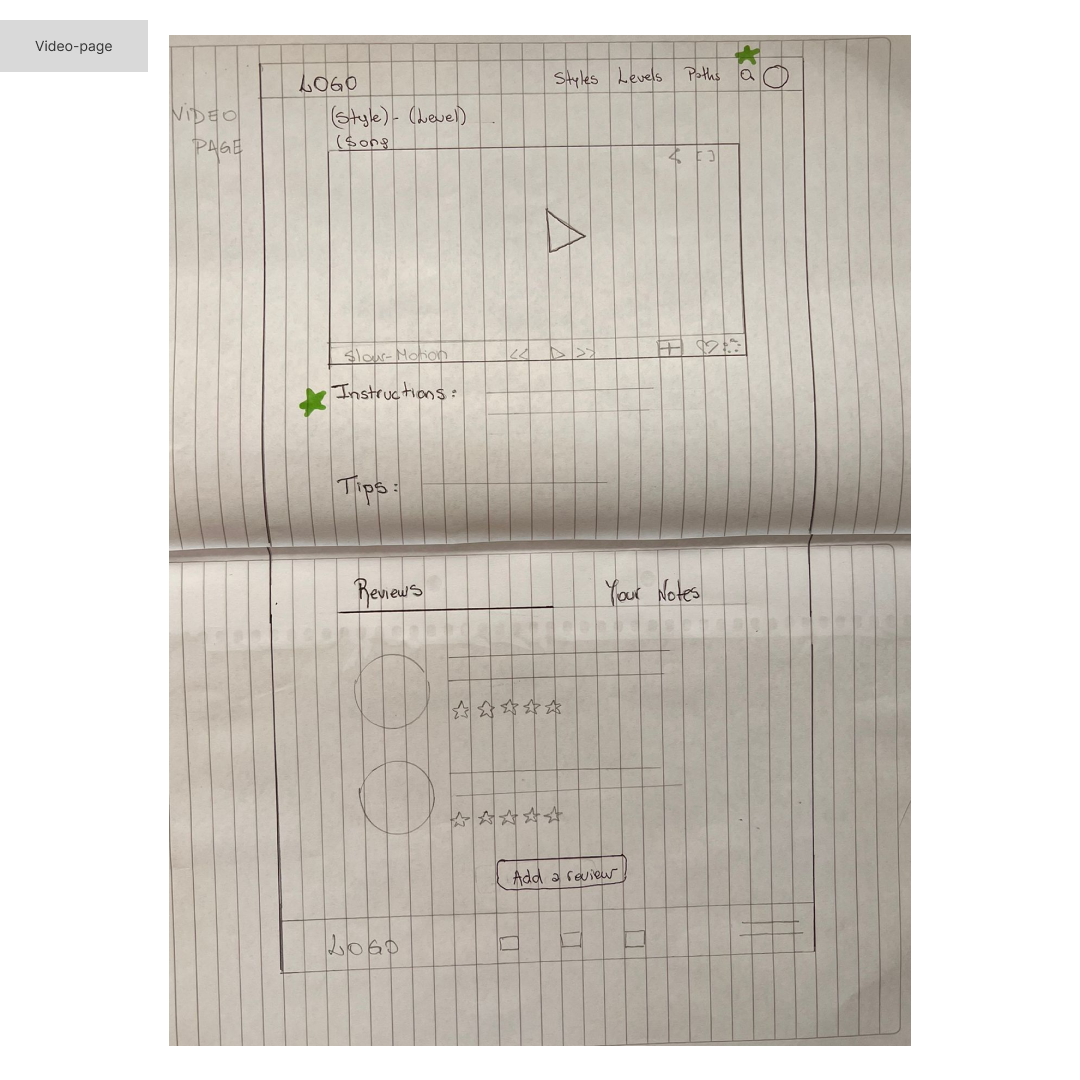 Video-page
VIDEO
PAGE
LOGO
Styles Levels Paths
(Style) - (Level)
(Song
Slow-Motion
Instructions:
Tips:
Reviews Your Notes
Add a review
LOGO